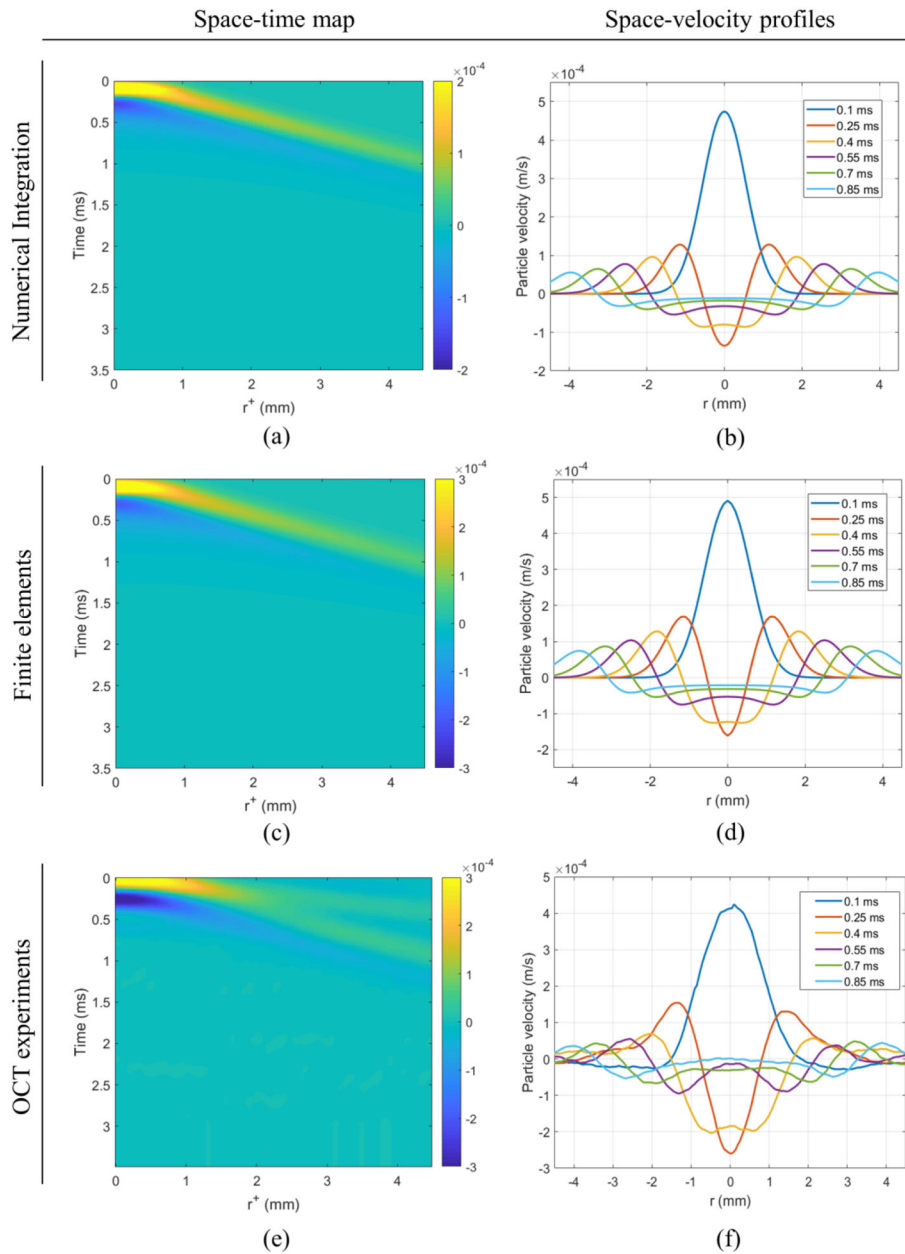 Space-time map
Space-velocity profiles
Numerical Integration
×10⁻⁴
0
0.5
1
1.5
2
2.5
3
3.5
Time (ms)
0
1
2
3
4
r⁺ (mm)
2
1
0
-1
-2
(a)
×10⁻⁴
5
4
3
2
1
0
-1
-2
Particle velocity (m/s)
0.1 ms
0.25 ms
0.4 ms
0.55 ms
0.7 ms
0.85 ms
-4
-2
0
2
4
r (mm)
(b)
Finite elements
×10⁻⁴
0
0.5
1
1.5
2
2.5
3
3.5
Time (ms)
0
1
2
3
4
r⁺ (mm)
3
2
1
0
-1
-2
-3
(c)
×10⁻⁴
5
4
3
2
1
0
-1
-2
Particle velocity (m/s)
0.1 ms
0.25 ms
0.4 ms
0.55 ms
0.7 ms
0.85 ms
-4
-2
0
2
4
r (mm)
(d)
OCT experiments
×10⁻⁴
0
0.5
1
1.5
2
2.5
3
Time (ms)
0
1
2
3
4
r⁺ (mm)
3
2
1
0
-1
-2
-3
(e)
×10⁻⁴
5
4
3
2
1
0
-1
-2
-3
Particle velocity (m/s)
0.1 ms
0.25 ms
0.4 ms
0.55 ms
0.7 ms
0.85 ms
-4
-3
-2
-1
0
1
2
3
4
r (mm)
(f)